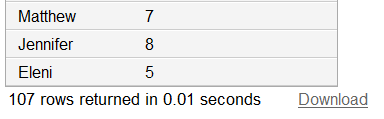 Matthew 7
Jennifer 8
Eleni 5
107 rows returned in 0.01 seconds Download